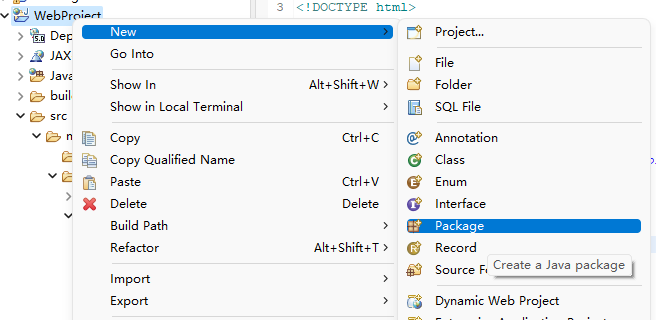 3 <!DOCTYPE html>
WebProject
Dep
JAX
Java
buil
src
New
Go Into
Show In Alt+Shift+W
Show in Local Terminal
Copy Ctrl+C
Copy Qualified Name
Paste Ctrl+V
Delete Delete
Build Path
Refactor Alt+Shift+T
Import
Export
Project...
File
Folder
SQL File
Annotation
Class
Enum
Interface
Package
Record
Source Fo
Create a Java package
Dynamic Web Project